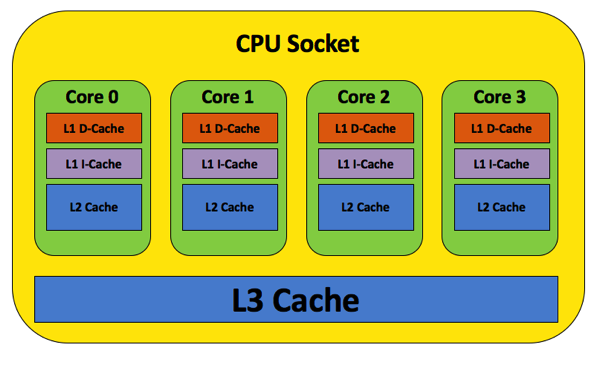 CPU Socket
Core 0
Core 1
Core 2
Core 3
L1 D-Cache
L1 D-Cache
L1 D-Cache
L1 D-Cache
L1 I-Cache
L1 I-Cache
L1 I-Cache
L1 I-Cache
L2 Cache
L2 Cache
L2 Cache
L2 Cache
L3 Cache